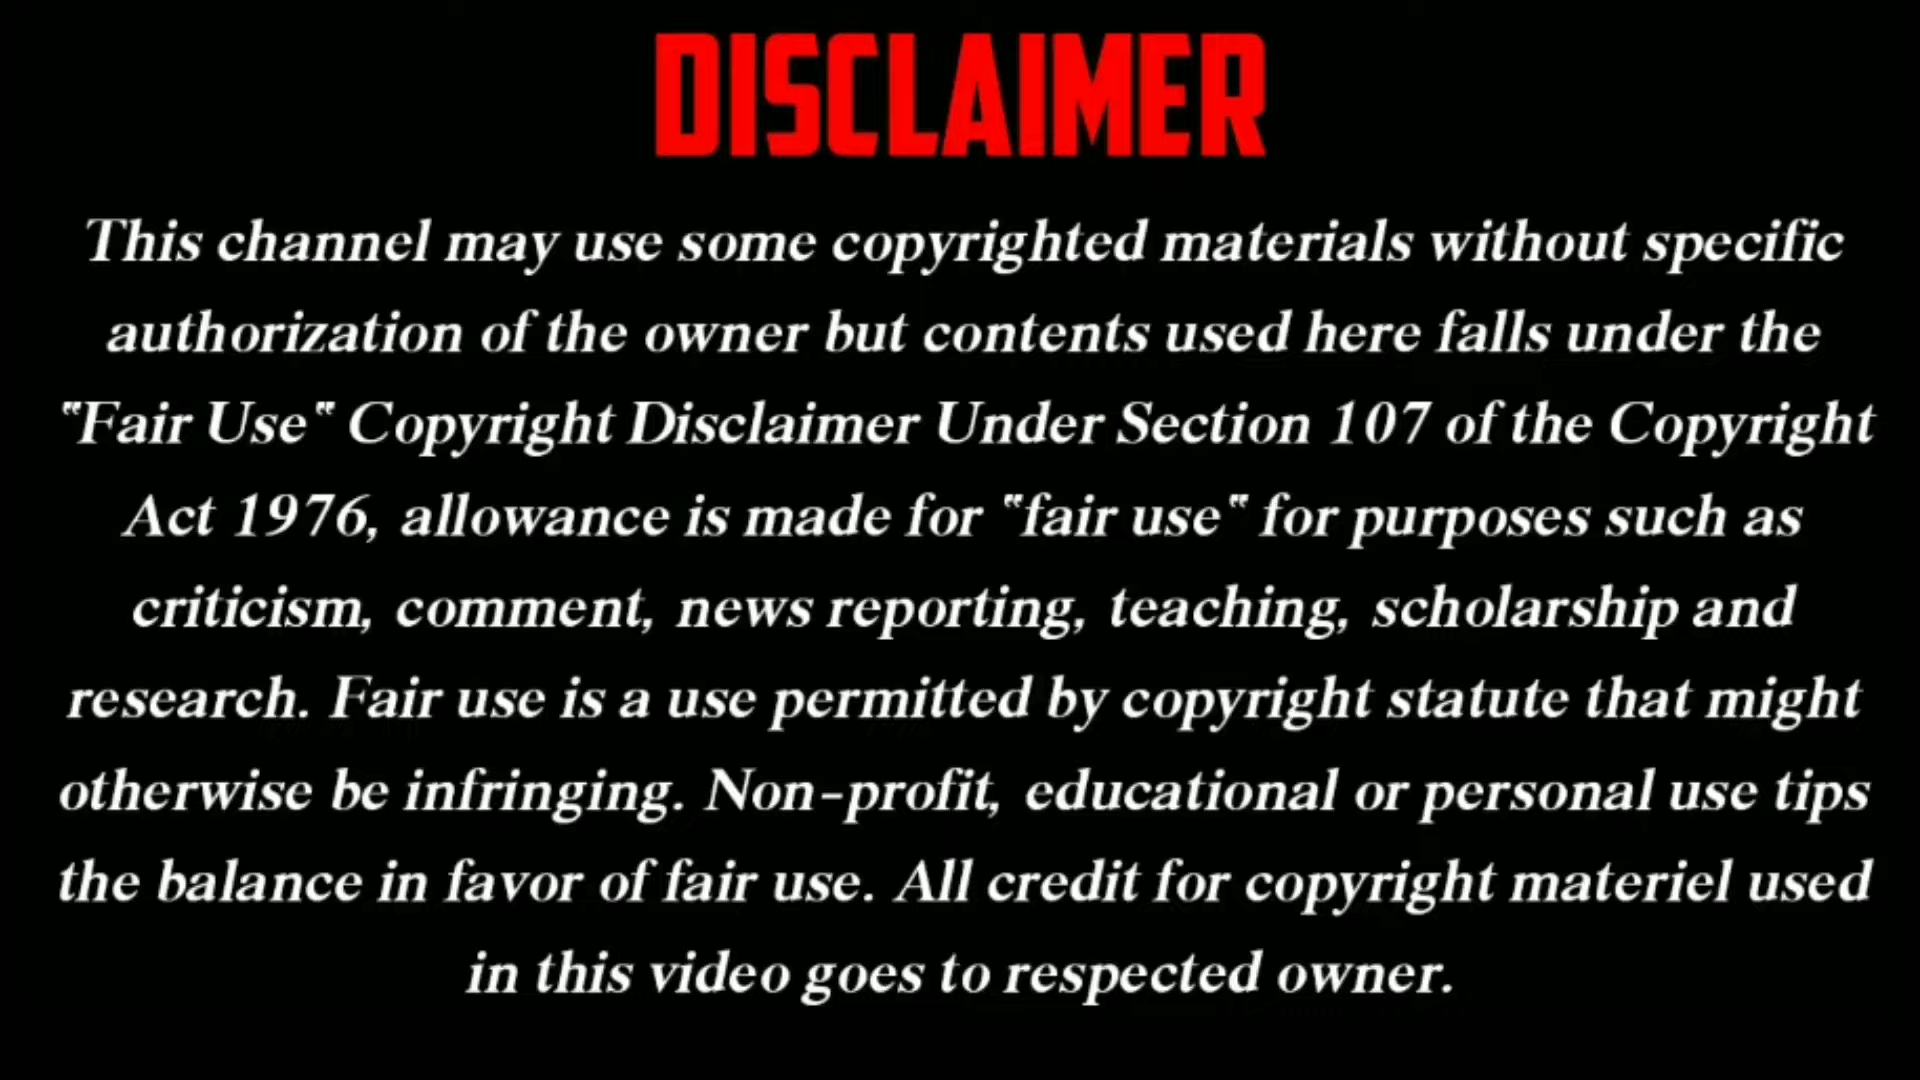 DISCLAIMER
This channel may use some copyrighted materials without specific
authorization of the owner but contents used here falls under the
"Fair Use" Copyright Disclaimer Under Section 107 of the Copyright
Act 1976, allowance is made for "fair use" for purposes such as
criticism, comment, news reporting, teaching, scholarship and
research. Fair use is a use permitted by copyright statute that might
otherwise be infringing. Non-profit, educational or personal use tips
the balance in favor of fair use. All credit for copyright materiel used
in this video goes to respected owner.